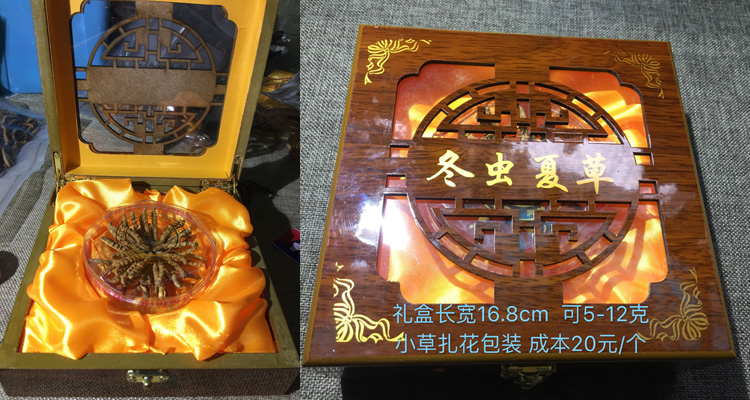 冬虫夏草
礼盒长宽16.8cm 可5-12克
小草扎花包装 成本20元/个